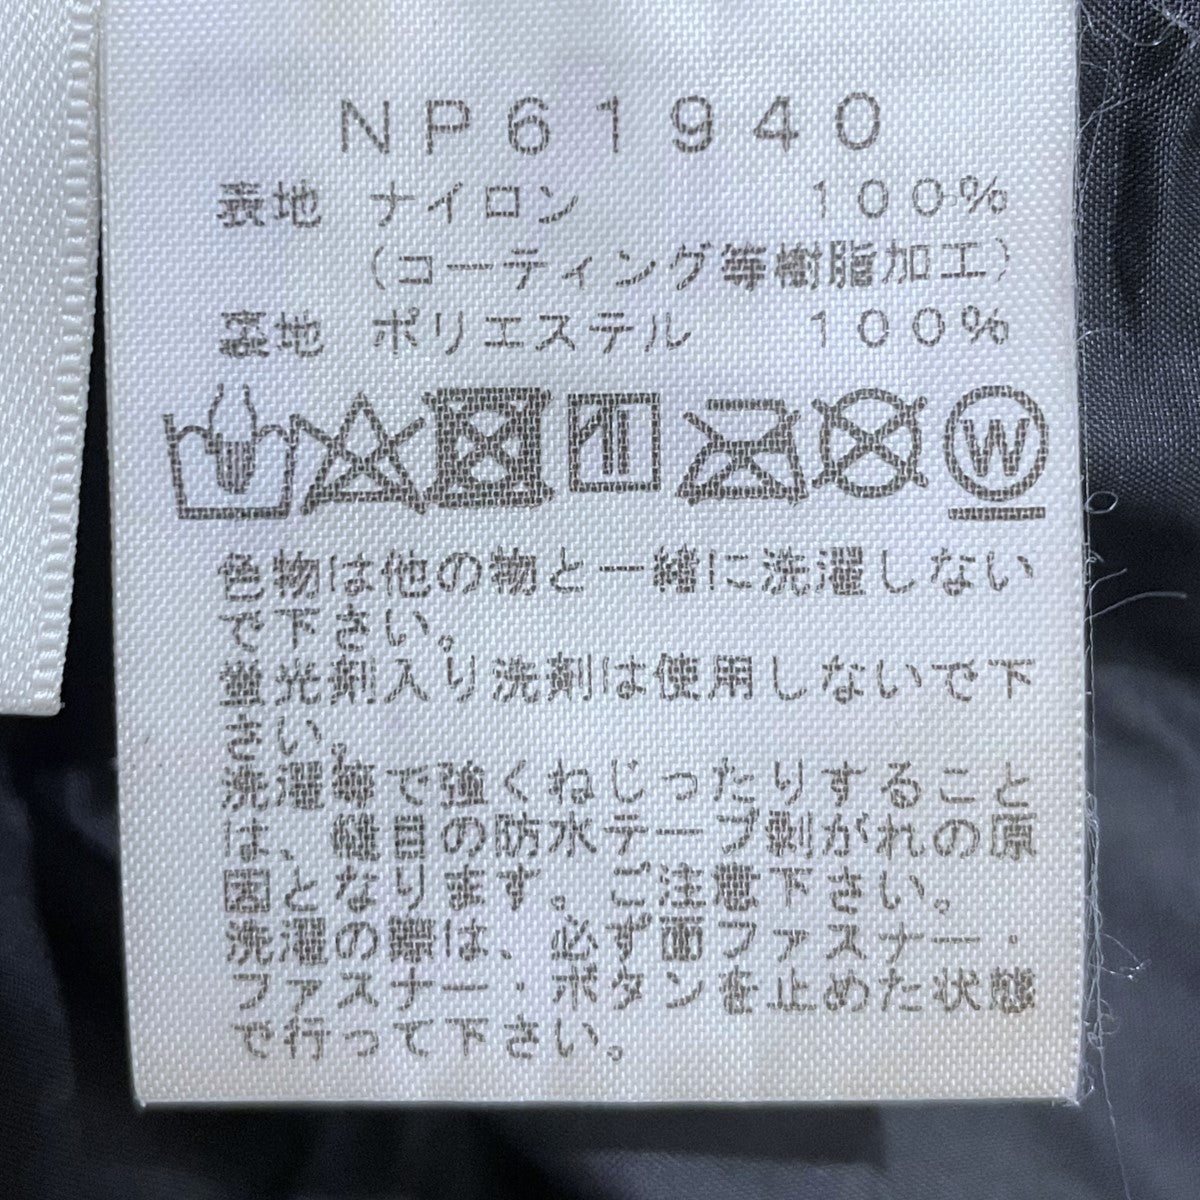 NP61940
表地 ナイロン 100%
(コーティング等樹脂加工)
裏地 ポリエステル 100%
W
色物は他の物と一緒に洗濯しない
で下さい。
蛍光剤入り洗剤は使用しないで下
さい。
洗濯等で強くねじったりすること
は、縫目の防水テープ剥がれの原
因となります。ご注意下さい。
洗濯の際は、必ず面ファスナー・
ファスナー・ボタンを止めた状態
で行って下さい。